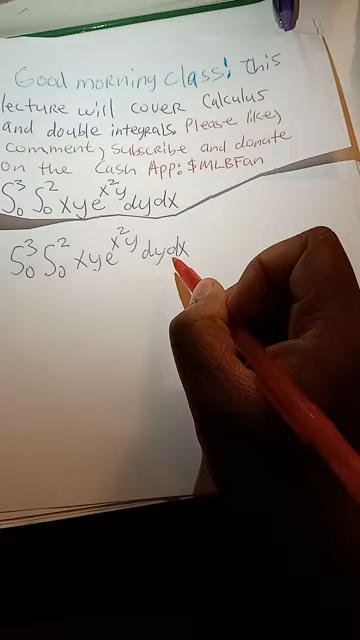 Good morning class! This
lecture will cover Calculus
and double integrals. Please like,
comment, subscribe and donate
on the Cash App: $MLBFan
∫₀³ ∫₀² xye^(x²y) dydx
∫₀³ ∫₀² xye^(x²y) dydx